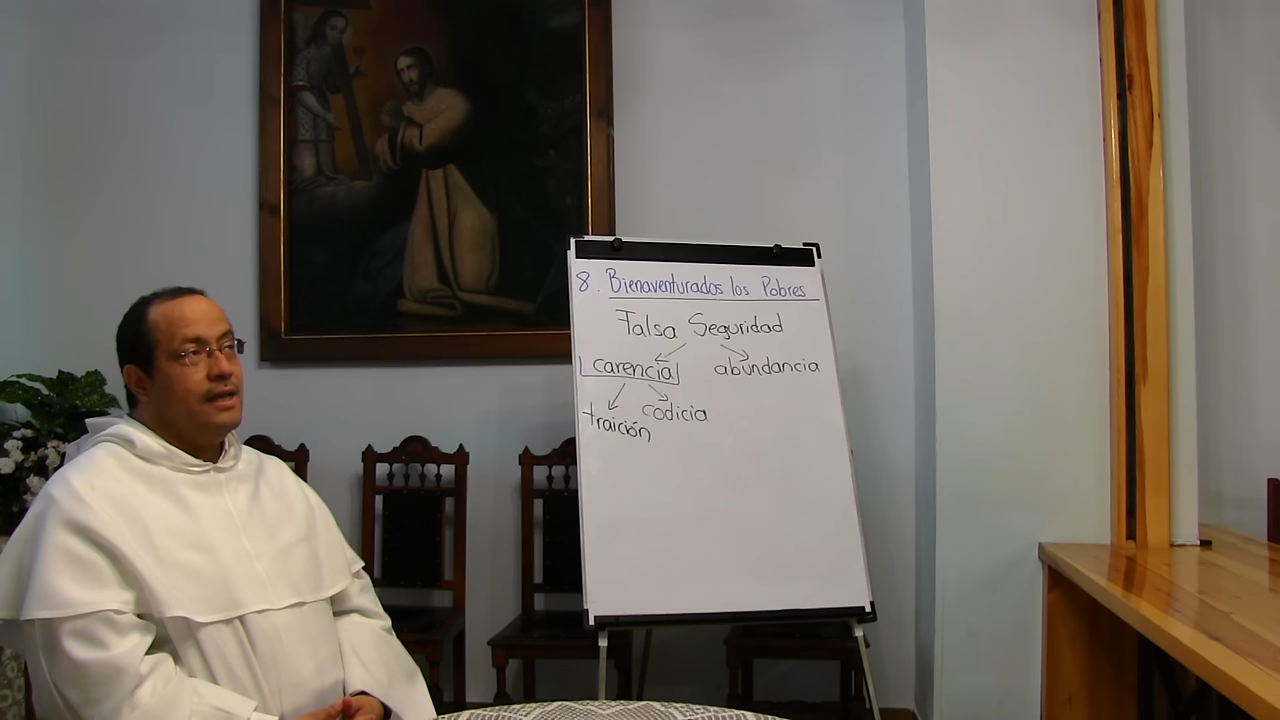 8. Bienaventurados los Pobres
Falsa Seguridad
carencia abundancia
traición codicia